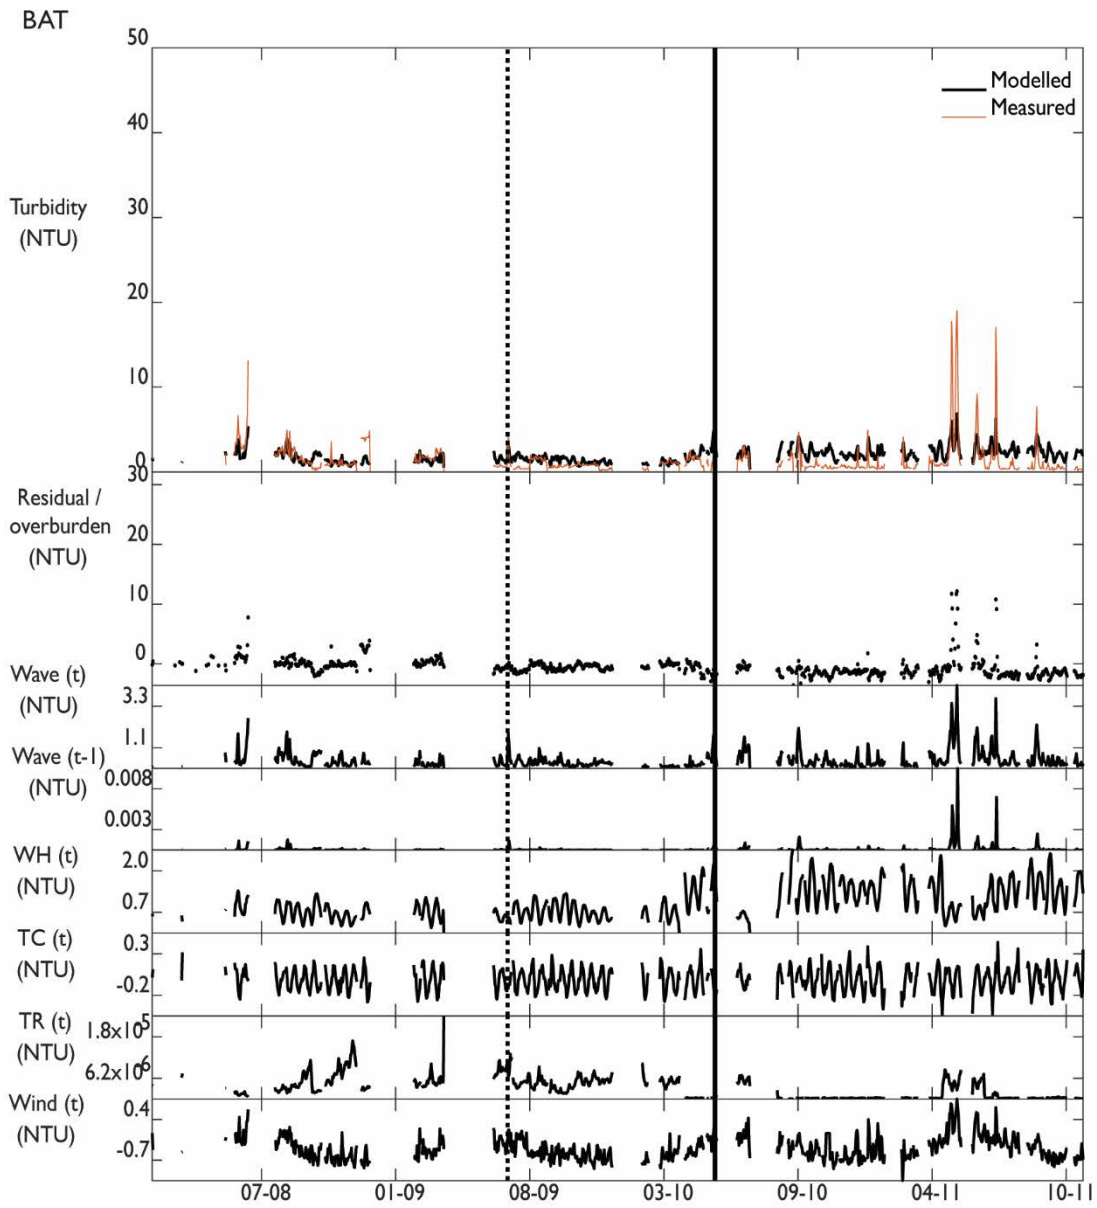 BAT
50
40
30
20
10
0
Turbidity
(NTU)
Modelled
Measured
30
20
10
0
Residual /
overburden
(NTU)
Wave (t)
(NTU)
3.3
1.1
Wave (t-1)
(NTU)
0.008
0.003
WH (t)
(NTU)
2.0
0.7
TC (t)
(NTU)
0.3
-0.2
TR (t)
(NTU)
1.8x10⁵
6.2x10⁶
Wind (t)
(NTU)
0.4
-0.7
07-08 01-09 08-09 03-10 09-10 04-11 10-11